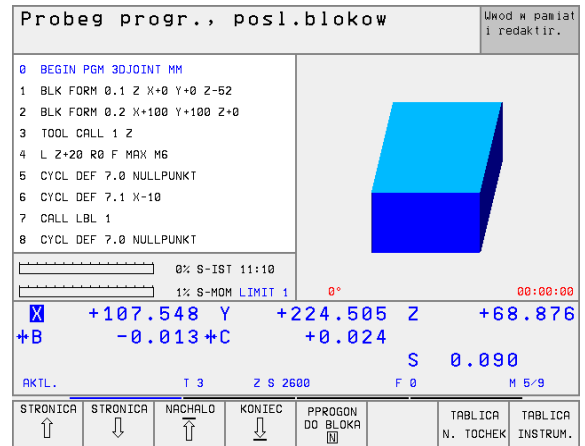 Probeg progr., posl.blokow
Wwod w pamiat
i redaktir.
0 BEGIN PGM 3DJOINT MM
1 BLK FORM 0.1 Z X+0 Y+0 Z-52
2 BLK FORM 0.2 X+100 Y+100 Z+0
3 TOOL CALL 1 Z
4 L Z+20 R0 F MAX M6
5 CYCL DEF 7.0 NULLPUNKT
6 CYCL DEF 7.1 X-10
7 CALL LBL 1
8 CYCL DEF 7.0 NULLPUNKT
0% S-IST 11:10
1% S-MOM LIMIT 1
0° 00:00:00
X +107.548 Y +224.505 Z +68.876
B -0.013 C +0.024
S 0.090
AKTL. T 3 Z S 2600 F 0 M 5/9
STRONICA
STRONICA
NACHALO
KONIEC
PPROGON
DO BLOKA
N
TABLICA
N. TOCHEK
TABLICA
INSTRUM.